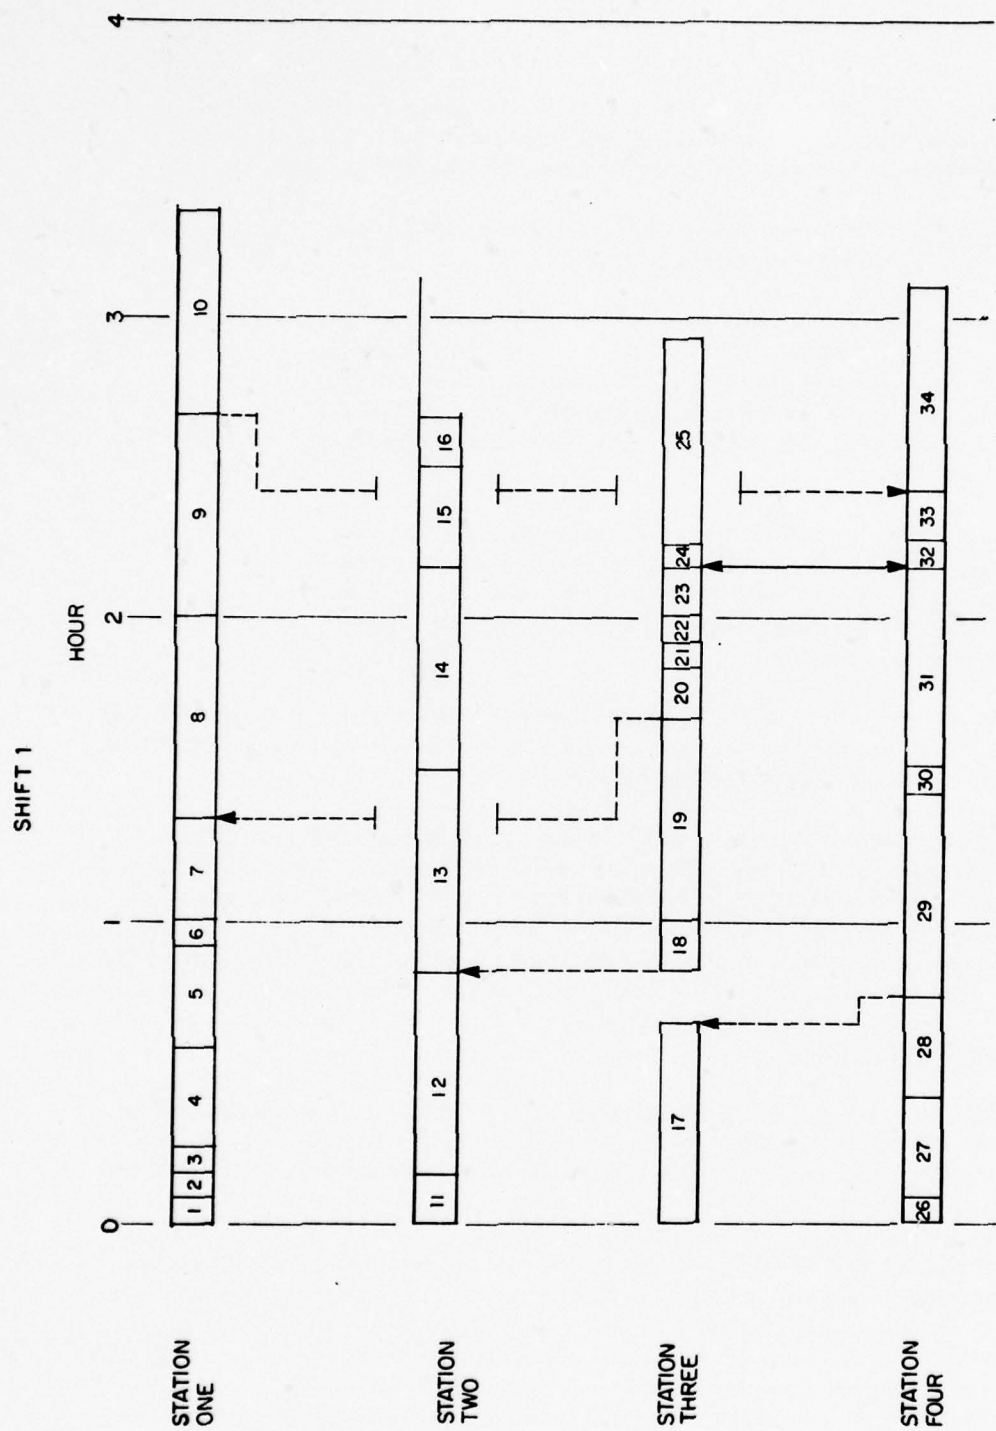 SHIFT 1
HOUR
0 1 2 3 4
STATION
ONE
1 2 3 4 5 6 7 8 9 10
STATION
TWO
11 12 13 14 15 16
STATION
THREE
17 18 19 20 21 22 23 24 25
STATION
FOUR
26 27 28 29 30 31 32 33 34